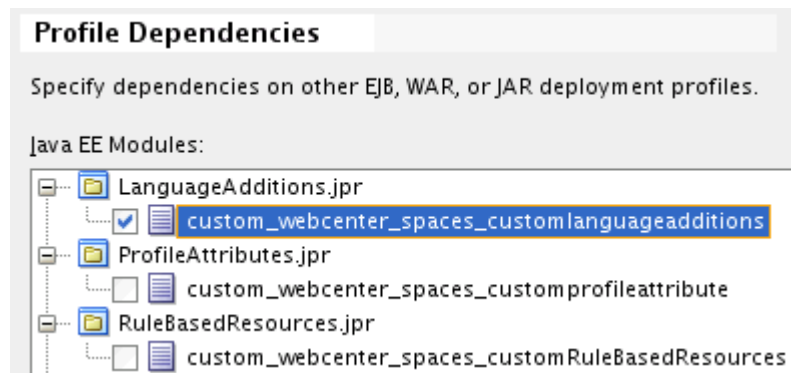 Profile Dependencies
Specify dependencies on other EJB, WAR, or JAR deployment profiles.
Java EE Modules:
LanguageAdditions.jpr
custom_webcenter_spaces_customlanguageadditions
ProfileAttributes.jpr
custom_webcenter_spaces_customprofileattribute
RuleBasedResources.jpr
custom_webcenter_spaces_customRuleBasedResources